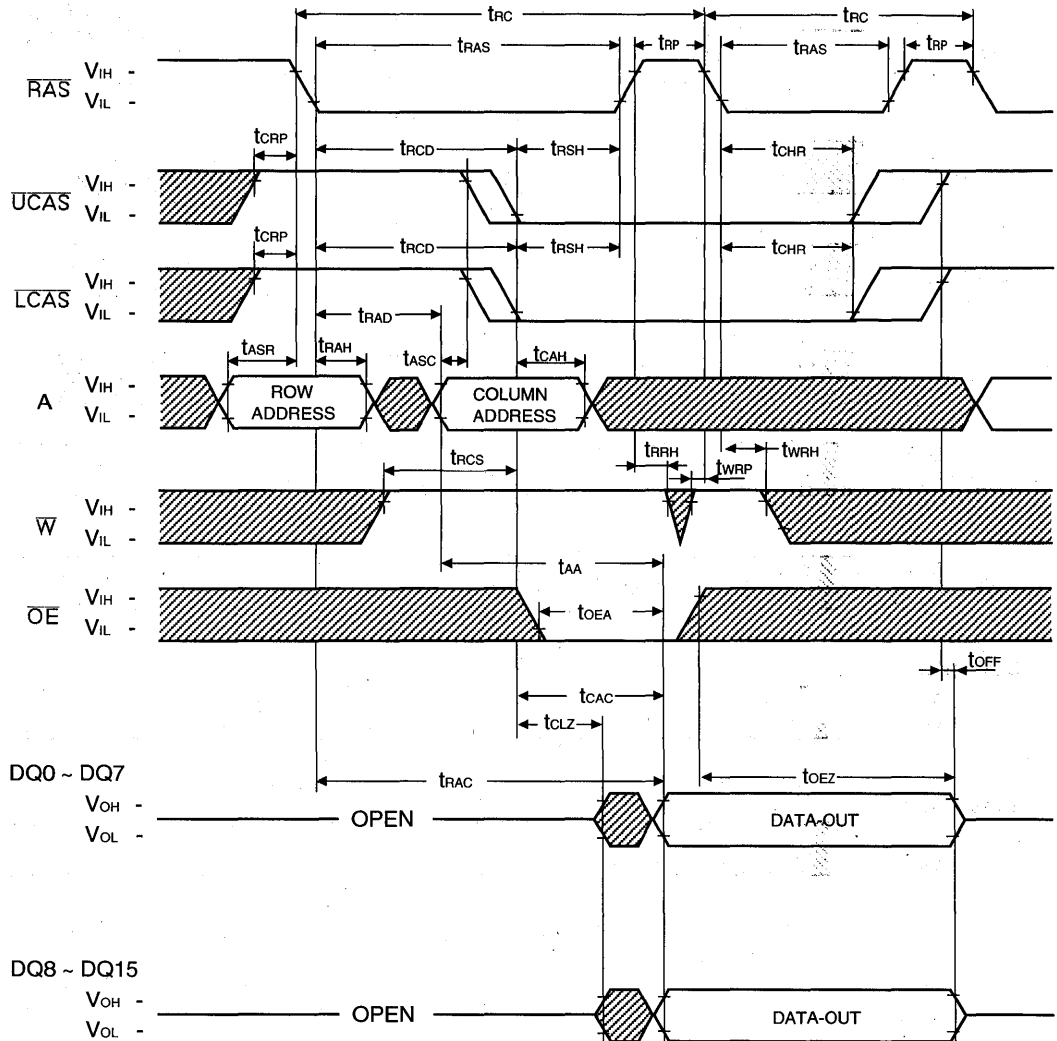 tRC tRC
tRAS tRP tRAS tRP
RAS VIH -
VIL -
tCRP tRCD tRSH tCHR
UCAS VIH -
VIL -
tCRP tRCD tRSH tCHR
LCAS VIH -
VIL -
tRAD
tASR tRAH tASC tCAH
A VIH -
VIL -
ROW
ADDRESS
COLUMN
ADDRESS
tRCS tRRH tWRP tWRH
W VIH -
VIL -
tAA
OE VIH -
VIL -
tOEA
tOFF
tCAC
tCLZ
tRAC tOEZ
DQ0 ~ DQ7
VOH -
VOL -
OPEN DATA-OUT
DQ8 ~ DQ15
VOH -
VOL -
OPEN DATA-OUT